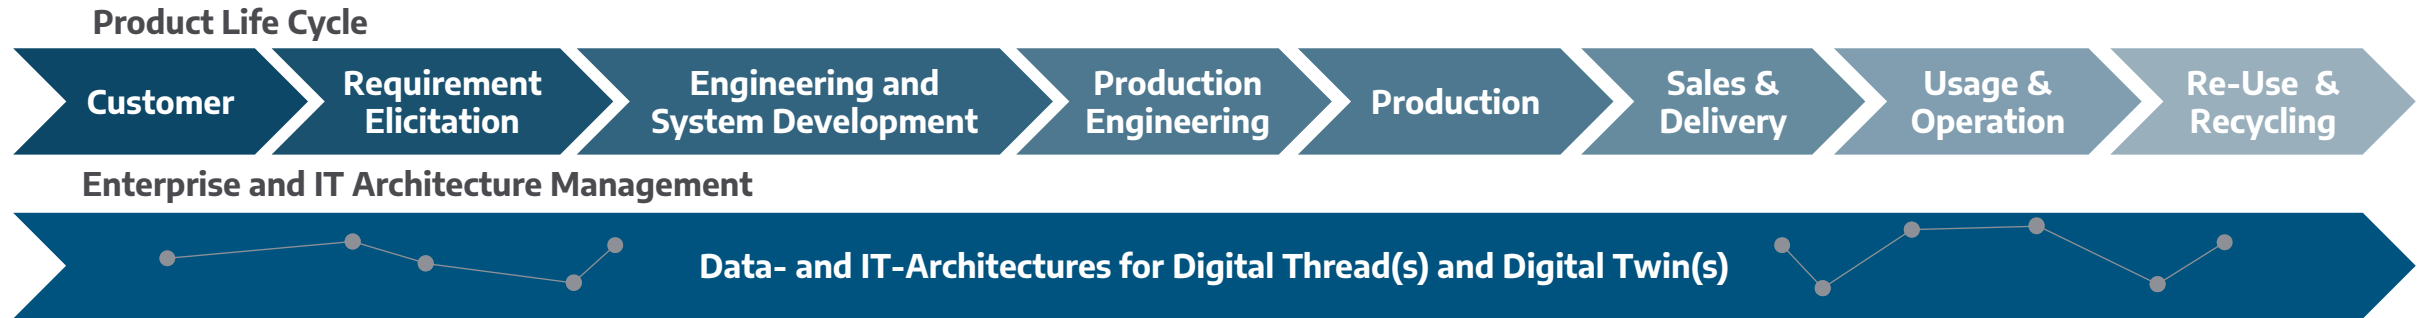 Product Life Cycle
Customer
Requirement
Elicitation
Engineering and
System Development
Production
Engineering
Production
Sales &
Delivery
Usage &
Operation
Re-Use &
Recycling
Enterprise and IT Architecture Management
Data- and IT-Architectures for Digital Thread(s) and Digital Twin(s)